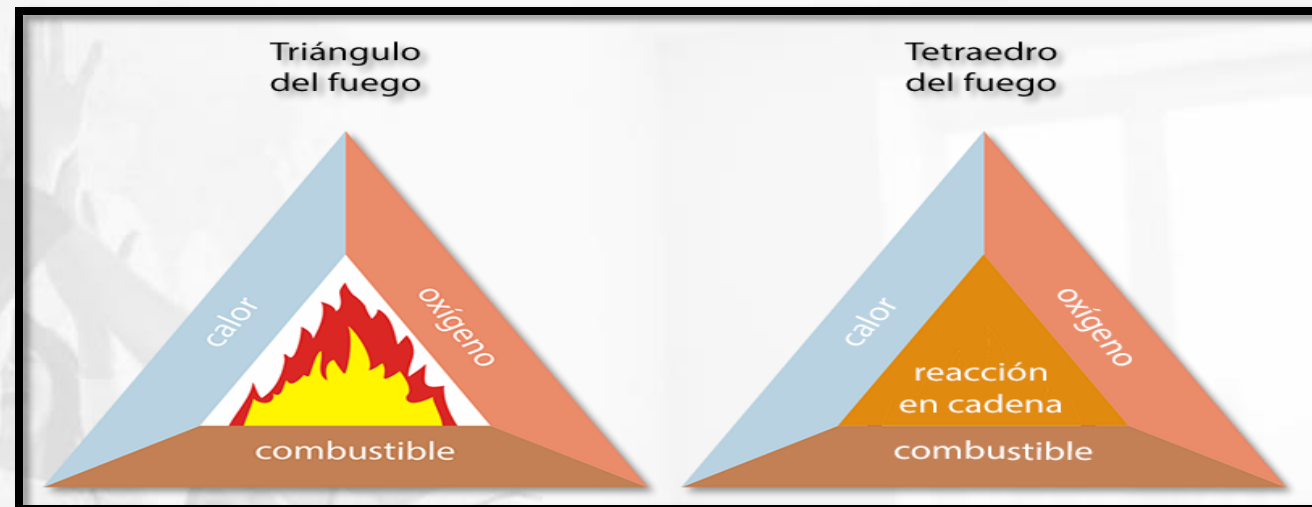 Triángulo
del fuego
calor
oxígeno
combustible
Tetraedro
del fuego
calor
oxígeno
reacción
en cadena
combustible